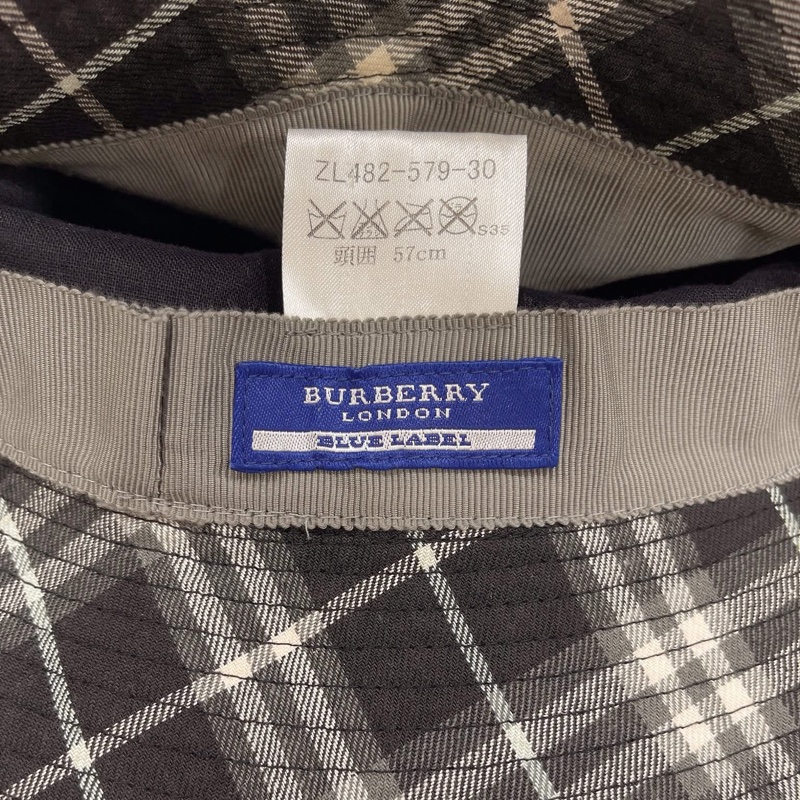 ZL482-579-30
S35
頭囲 57cm
BURBERRY
LONDON
BLUE LABEL